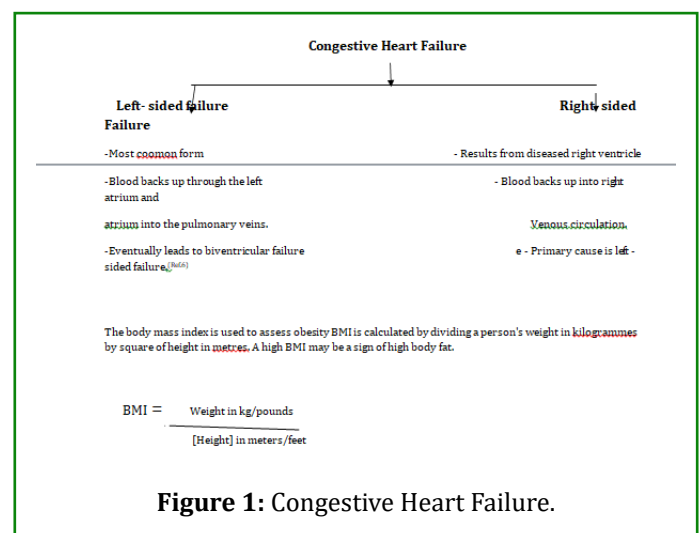 Congestive Heart Failure
Left- sided failure Right sided
Failure
-Most coomon form - Results from diseased right ventricle
-Blood backs up through the left - Blood backs up into right
atrium and
atrium into the pulmonary veins. Venous circulation.
-Eventually leads to biventricular failure e - Primary cause is left -
sided failure.[Ref.6]
The body mass index is used to assess obesity BMI is calculated by dividing a person's weight in kilogrammes
by square of height in metres. A high BMI may be a sign of high body fat.
BMI = Weight in kg/pounds
[Height] in meters/feet
Figure 1: Congestive Heart Failure.